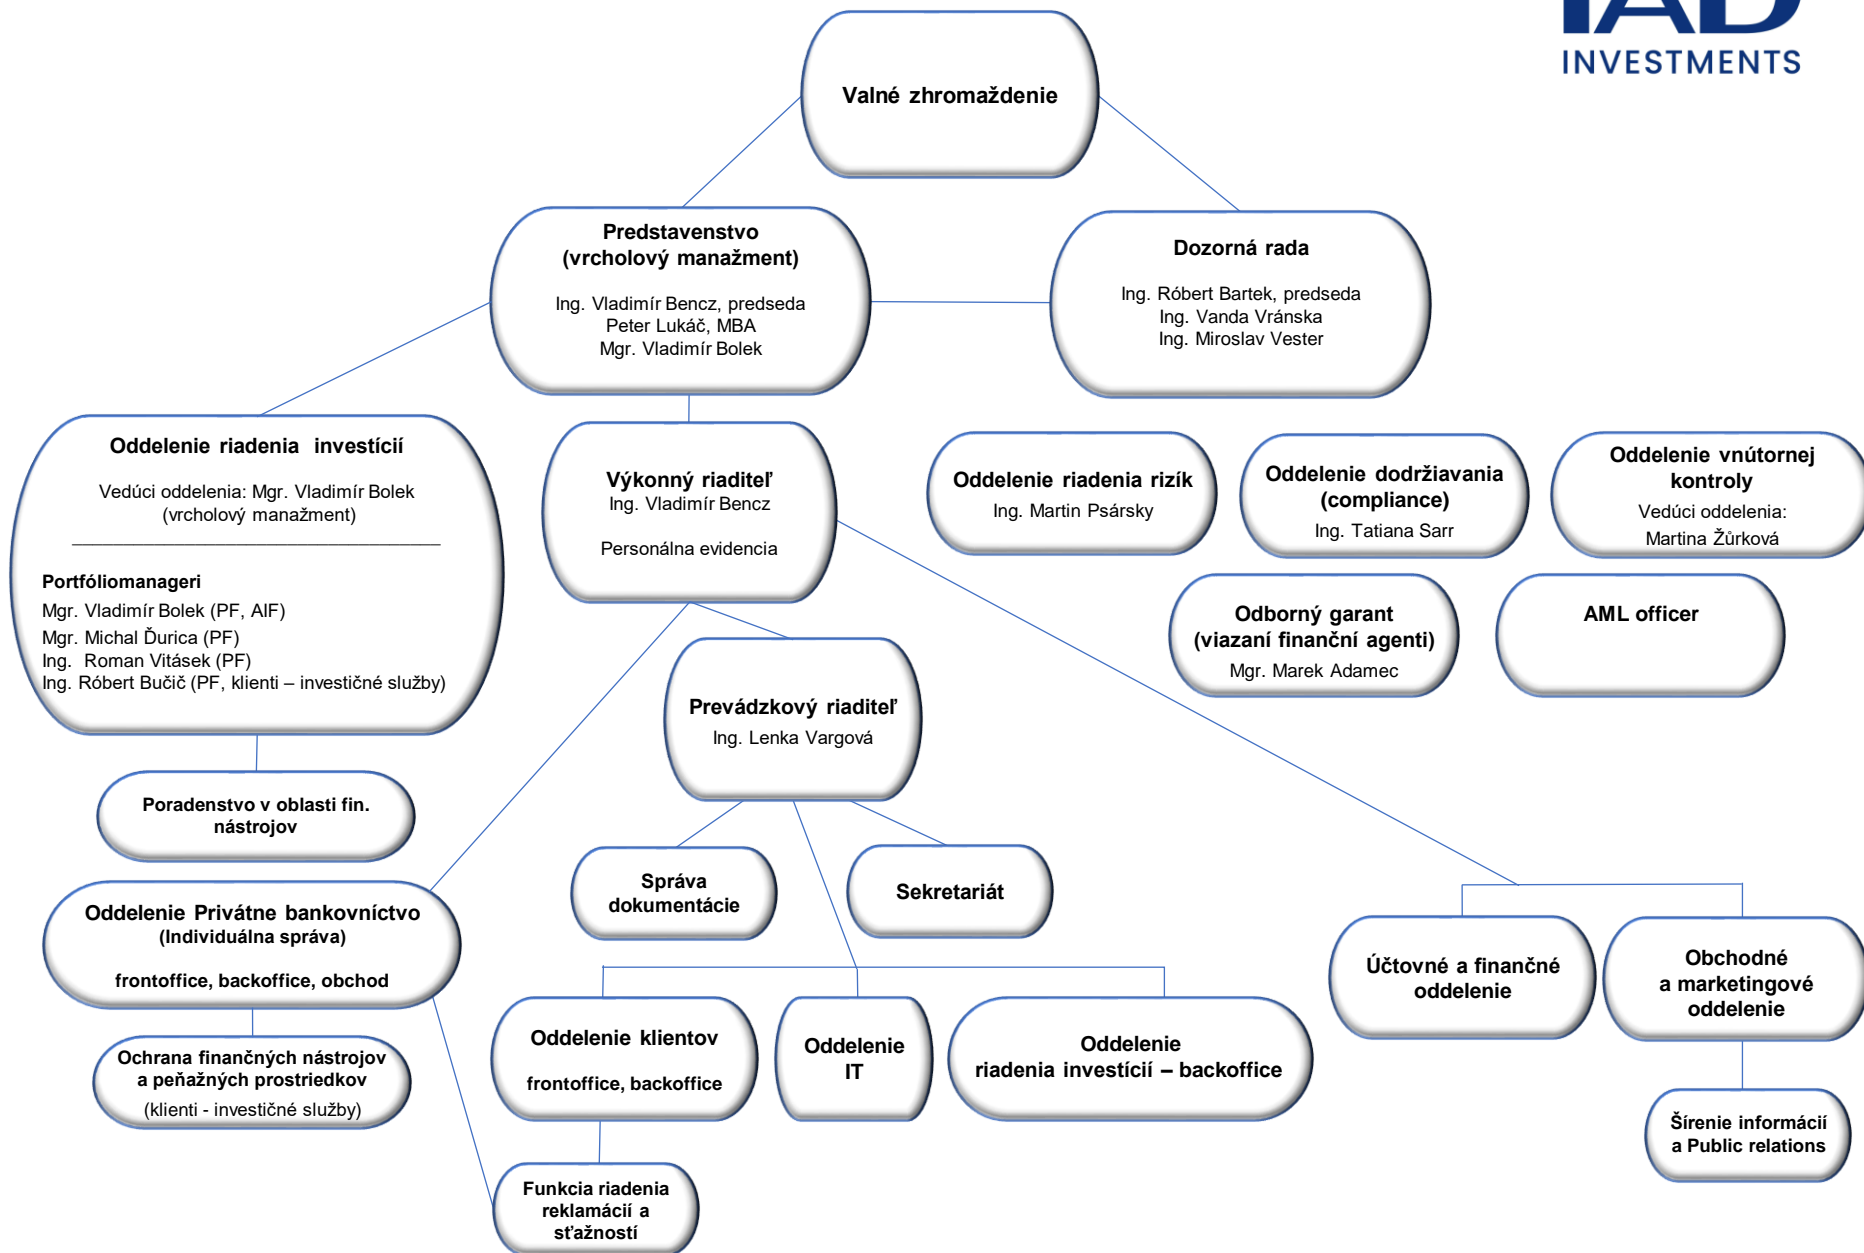 IAD
INVESTMENTS
Valné zhromaždenie
Predstavenstvo
(vrcholový manažment)
Ing. Vladimír Bencz, predseda
Peter Lukáč, MBA
Mgr. Vladimír Bolek
Dozorná rada
Ing. Róbert Bartek, predseda
Ing. Vanda Vránska
Ing. Miroslav Vester
Oddelenie riadenia investícií
Vedúci oddelenia: Mgr. Vladimír Bolek
(vrcholový manažment)
Portfóliomanageri
Mgr. Vladimír Bolek (PF, AIF)
Mgr. Michal Ďurica (PF)
Ing. Roman Vitásek (PF)
Ing. Róbert Bučič (PF, klienti – investičné služby)
Výkonný riaditeľ
Ing. Vladimír Bencz
Personálna evidencia
Oddelenie riadenia rizík
Ing. Martin Psársky
Oddelenie dodržiavania
(compliance)
Ing. Tatiana Sarr
Oddelenie vnútornej
kontroly
Vedúci oddelenia:
Martina Žůrková
Odborný garant
(viazaní finanční agenti)
Mgr. Marek Adamec
AML officer
Prevádzkový riaditeľ
Ing. Lenka Vargová
Poradenstvo v oblasti fin.
nástrojov
Správa
dokumentácie
Sekretariát
Oddelenie Privátne bankovníctvo
(Individuálna správa)
frontoffice, backoffice, obchod
Účtovné a finančné
oddelenie
Obchodné
a marketingové
oddelenie
Ochrana finančných nástrojov
a peňažných prostriedkov
(klienti - investičné služby)
Oddelenie klientov
frontoffice, backoffice
Oddelenie
IT
Oddelenie
riadenia investícií – backoffice
Šírenie informácií
a Public relations
Funkcia riadenia
reklamácií a
sťažností